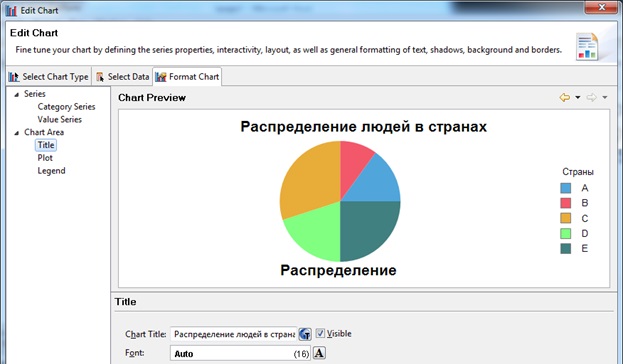 Edit Chart
Edit Chart
Fine tune your chart by defining the series properties, interactivity, layout, as well as general formatting of text, shadows, background and borders.
Select Chart Type Select Data Format Chart
Series
Category Series
Value Series
Chart Area
Title
Plot
Legend
Chart Preview
Распределение людей в странах
Страны
A
B
C
D
E
Распределение
Title
Chart Title: Распределение людей в страна Visible
Font: Auto (16) A